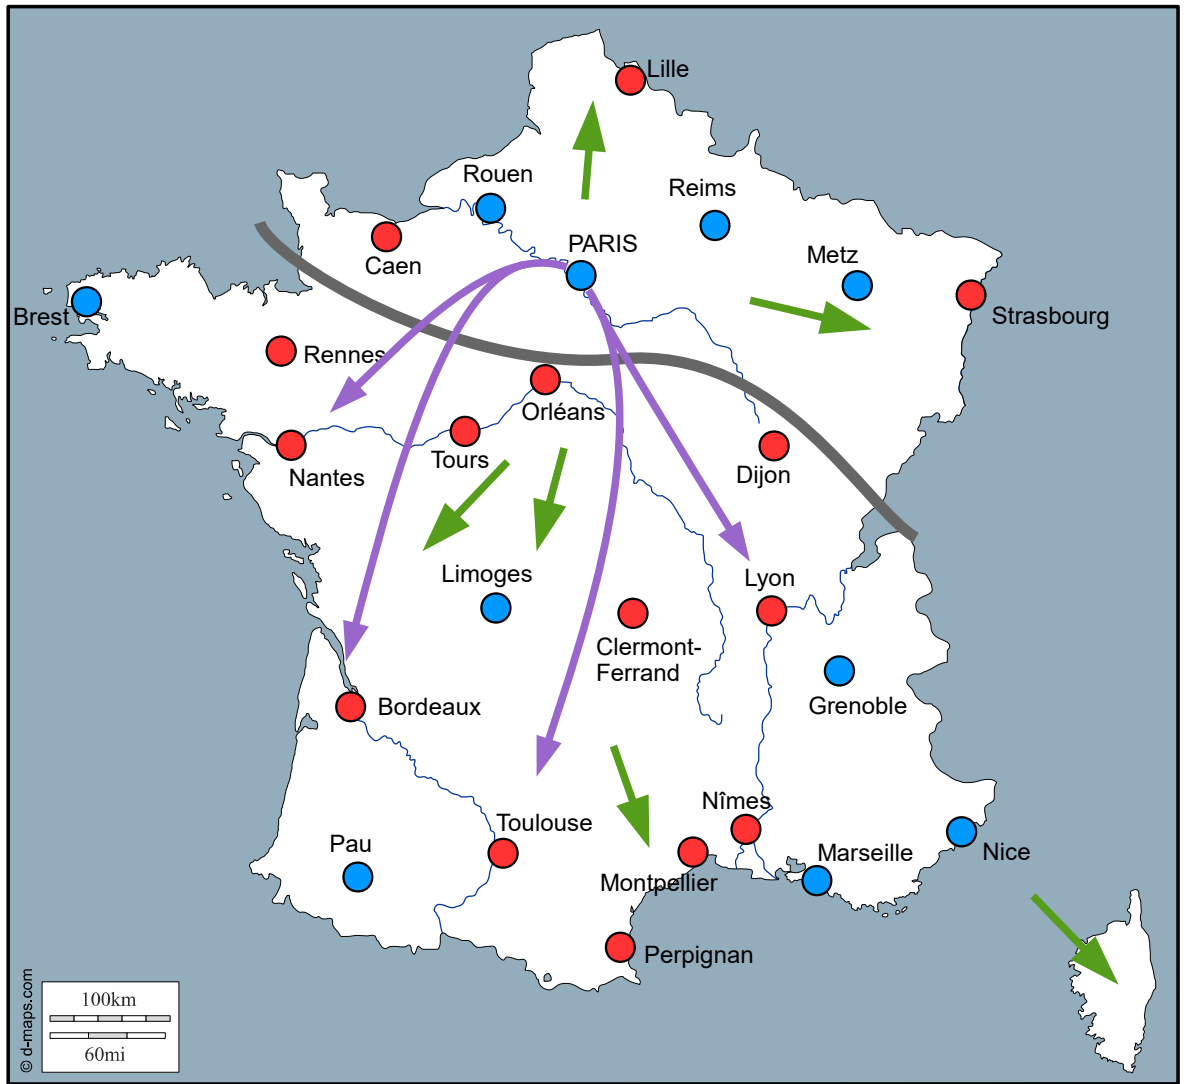 Lille
Rouen
Reims
PARIS
Caen
Metz
Brest
Strasbourg
Rennes
Orléans
Tours
Dijon
Nantes
Limoges
Lyon
Clermont-
Ferrand
Bordeaux
Grenoble
Nîmes
Toulouse
Pau
Marseille
Nice
Montpellier
Perpignan
© d-maps.com
100km
60mi